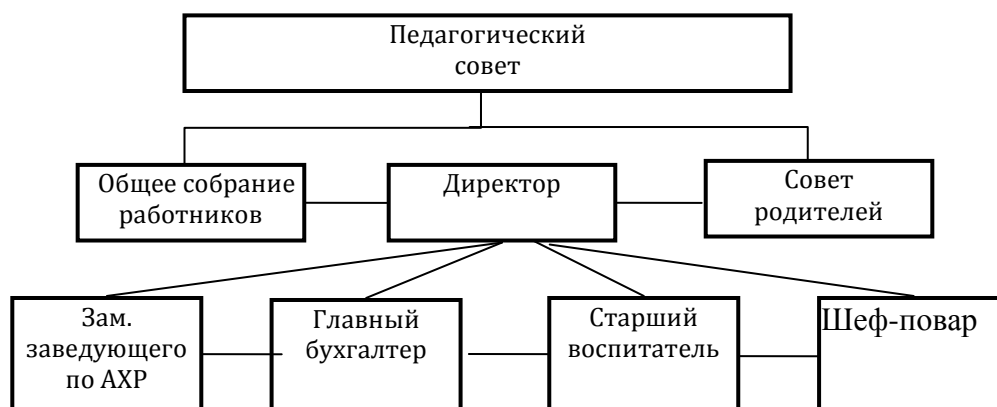 Педагогический
совет
Общее собрание
работников
Директор
Совет
родителей
Зам.
заведующего
по АХР
Главный
бухгалтер
Старший
воспитатель
Шеф-повар